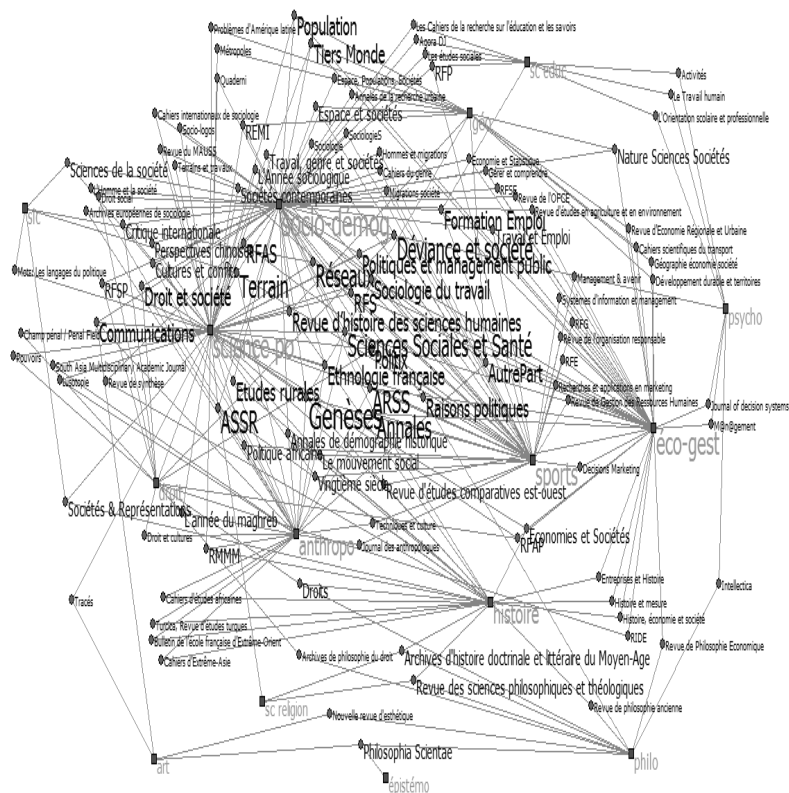 Population
Problèmes d'Amérique latine
Les Cahiers de la recherche sur l'éducation et les savoirs
Agora DJ
Métropoles
Tiers Monde
Les études sociales
sc educ
RFP
Activités
Quaderni
Espace, Populations, Sociétés
Annales de la recherche urbaine
Le Travail humain
Cahiers internationaux de sociologie
Espace et sociétés
géo
L'Orientation scolaire et professionnelle
Socio-logos
REMI
SociologieS
Sociologie
Revue du MAUSS
Hommes et migrations
Nature Sciences Sociétés
Travail, genre et sociétés
Economie et Statistique
Sciences de la société
Terrains et travaux
L'Année sociologique
Cahiers du genre
Gérer et comprendre
L'Homme et la société
Droit social
Sociétés contemporaines
Migrations société
RFSE
Revue de l'OFCE
sic
Archives européennes de sociologie
socio-démog
Formation Emploi
Revue d'études en agriculture et en environnement
Critique internationale
Travail et Emploi
Revue d'Economie Régionale et Urbaine
Perspectives chinoises
RFAS
Déviance et société
Cahiers scientifiques du transport
Cultures et conflits
Réseaux
Politiques et management public
Géographie économie société
Mots. Les langages du politique
Management & avenir
Développement durable et territoires
RFSP
Droit et société
Terrain
RFS
Sociologie du travail
Systèmes d'information et management
psycho
Champ pénal / Penal Field
Communications
Revue d'histoire des sciences humaines
RFG
science po
Sciences Sociales et Santé
Revue de l'organisation responsable
Pouvoirs
Politix
RFE
South Asia Multidisciplinary Academic Journal
Lusotopie
Revue de synthèse
Ethnologie française
AutrePart
Etudes rurales
Recherches et applications en marketing
ARSS
Raisons politiques
Revue de Gestion des Ressources Humaines
Journal of decision systems
ASSR
Genèses
Annales
M@n@gement
Annales de démographie historique
eco-gest
Politique africaine
Le mouvement social
sports
Decisions Marketing
droit
Vingtième siècle
Revue d'études comparatives est-ouest
Sociétés & Représentations
L'année du maghreb
Techniques et culture
Economies et Sociétés
Droit et cultures
anthropo
RFAP
RMMM
Journal des anthropologues
Droits
Entreprises et Histoire
Intellectica
Tracés
Cahiers d'études africaines
histoire
Histoire et mesure
Histoire, économie et société
Turcica, Revue d'études turques
RIDE
Bulletin de l'école française d'Extrême-Orient
Revue de Philosophie Economique
Cahiers d'Extrême-Asie
Archives de philosophie du droit
Archives d'histoire doctrinale et littéraire du Moyen-Age
Revue des sciences philosophiques et théologiques
sc religion
Revue de philosophie ancienne
Nouvelle revue d'esthétique
Philosophia Scientae
art
philo
épistémo